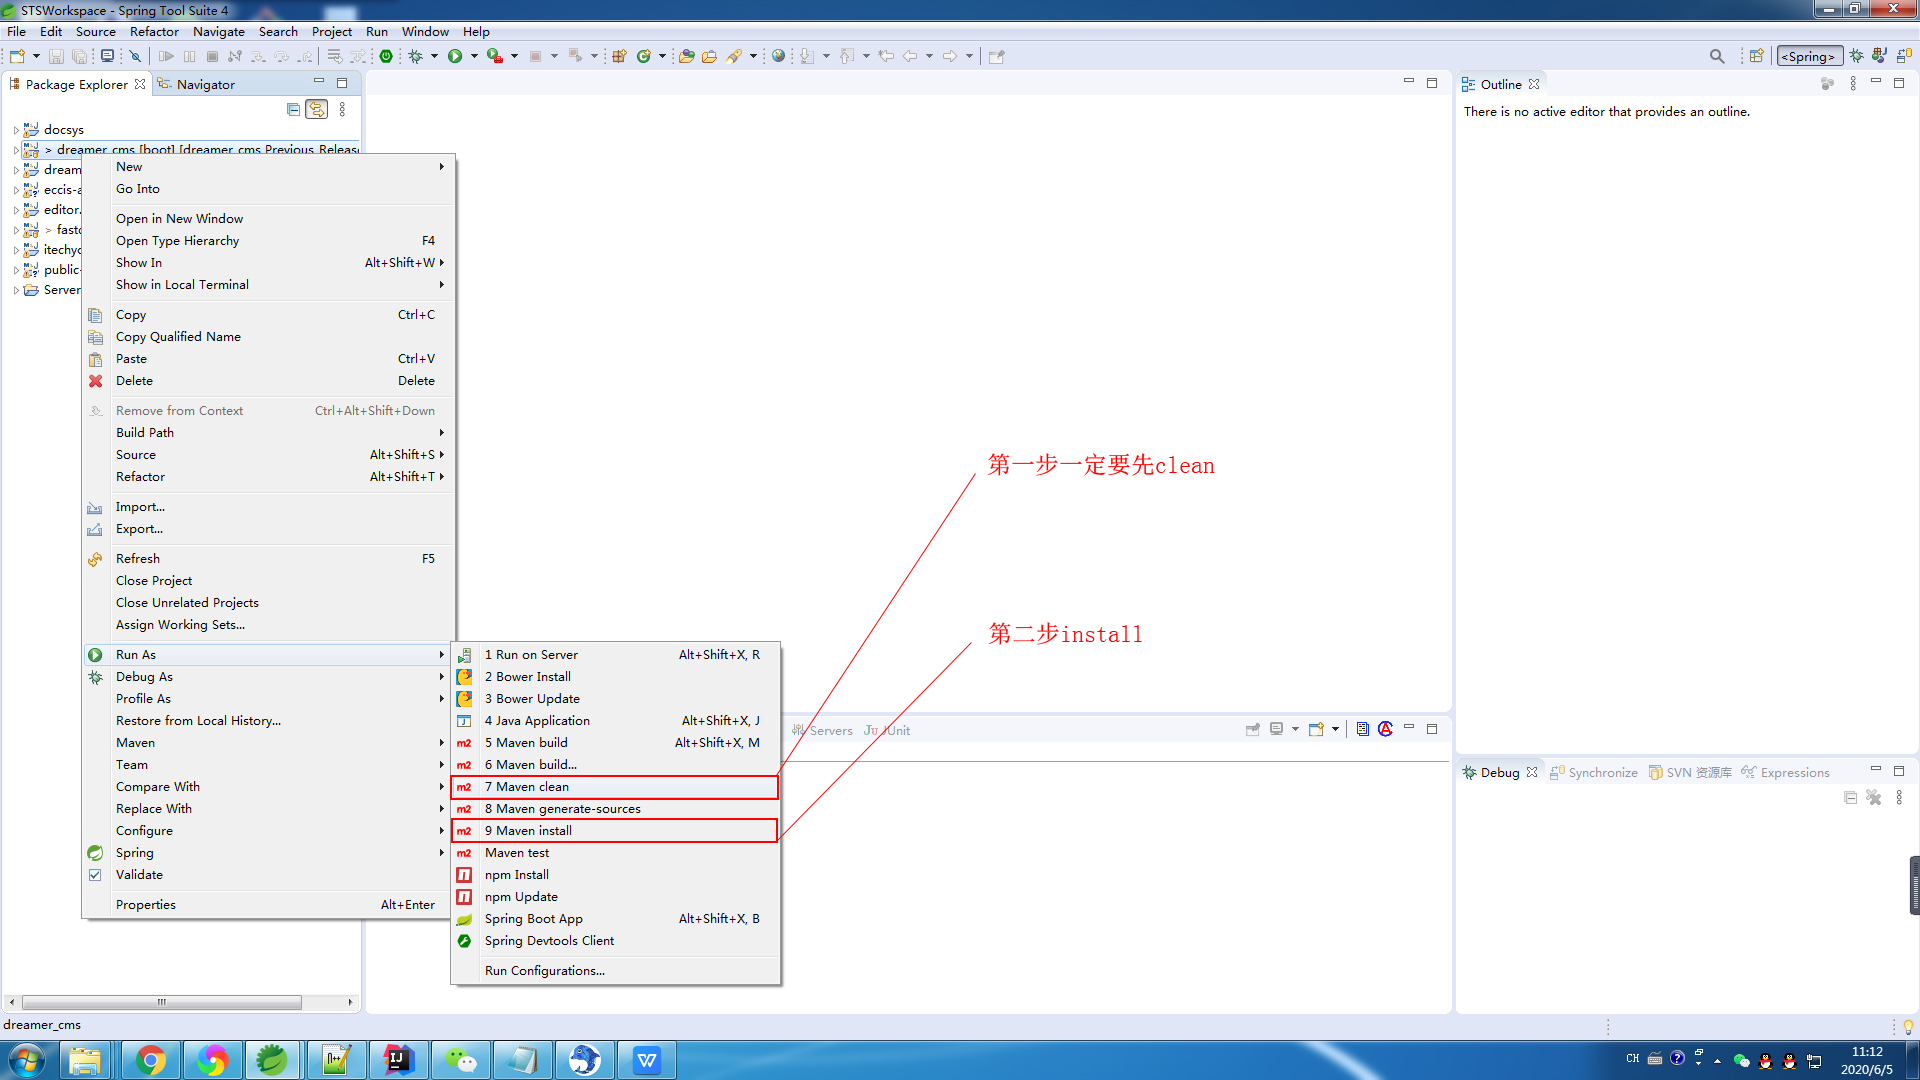 STSWorkspace - Spring Tool Suite 4
File Edit Source Refactor Navigate Search Project Run Window Help
<Spring>
Package Explorer
Navigator
docsys
> dreamer_cms [boot] [dreamer_cms Previous_Release
dream
eccis-a
editor.
> fasto
itechyo
public-
Server
New
Go Into
Open in New Window
Open Type Hierarchy F4
Show In Alt+Shift+W
Show in Local Terminal
Copy Ctrl+C
Copy Qualified Name
Paste Ctrl+V
Delete Delete
Remove from Context Ctrl+Alt+Shift+Down
Build Path
Source Alt+Shift+S
Refactor Alt+Shift+T
Import...
Export...
Refresh F5
Close Project
Close Unrelated Projects
Assign Working Sets...
Run As
Debug As
Profile As
Restore from Local History...
Maven
Team
Compare With
Replace With
Configure
Spring
Validate
Properties Alt+Enter
1 Run on Server Alt+Shift+X, R
2 Bower Install
3 Bower Update
4 Java Application Alt+Shift+X, J
m2 5 Maven build Alt+Shift+X, M
m2 6 Maven build...
m2 7 Maven clean
m2 8 Maven generate-sources
m2 9 Maven install
m2 Maven test
npm Install
npm Update
Spring Boot App Alt+Shift+X, B
Spring Devtools Client
Run Configurations...
第一步一定要先clean
第二步install
Servers
JUnit
Outline
There is no active editor that provides an outline.
Debug
Synchronize
SVN 资源库
Expressions
dreamer_cms
CH
11:12
2020/6/5